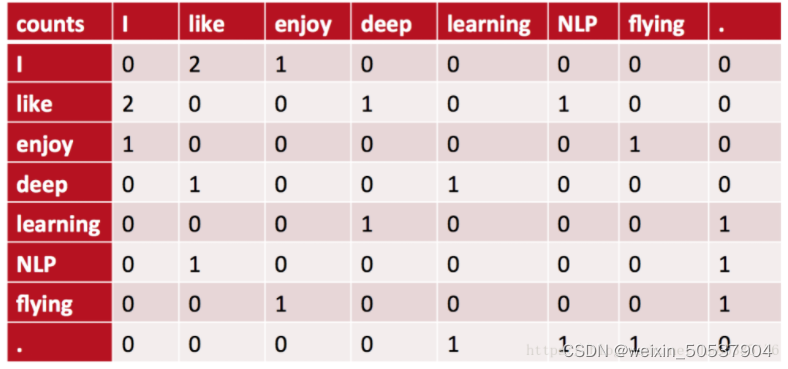 counts I like enjoy deep learning NLP flying .
I 0 2 1 0 0 0 0 0
like 2 0 0 1 0 1 0 0
enjoy 1 0 0 0 0 0 1 0
deep 0 1 0 0 1 0 0 0
learning 0 0 0 1 0 0 0 1
NLP 0 1 0 0 0 0 0 1
flying 0 0 1 0 0 0 0 1
. 0 0 0 0 1 1 1 0
CSDN @weixin_50537904